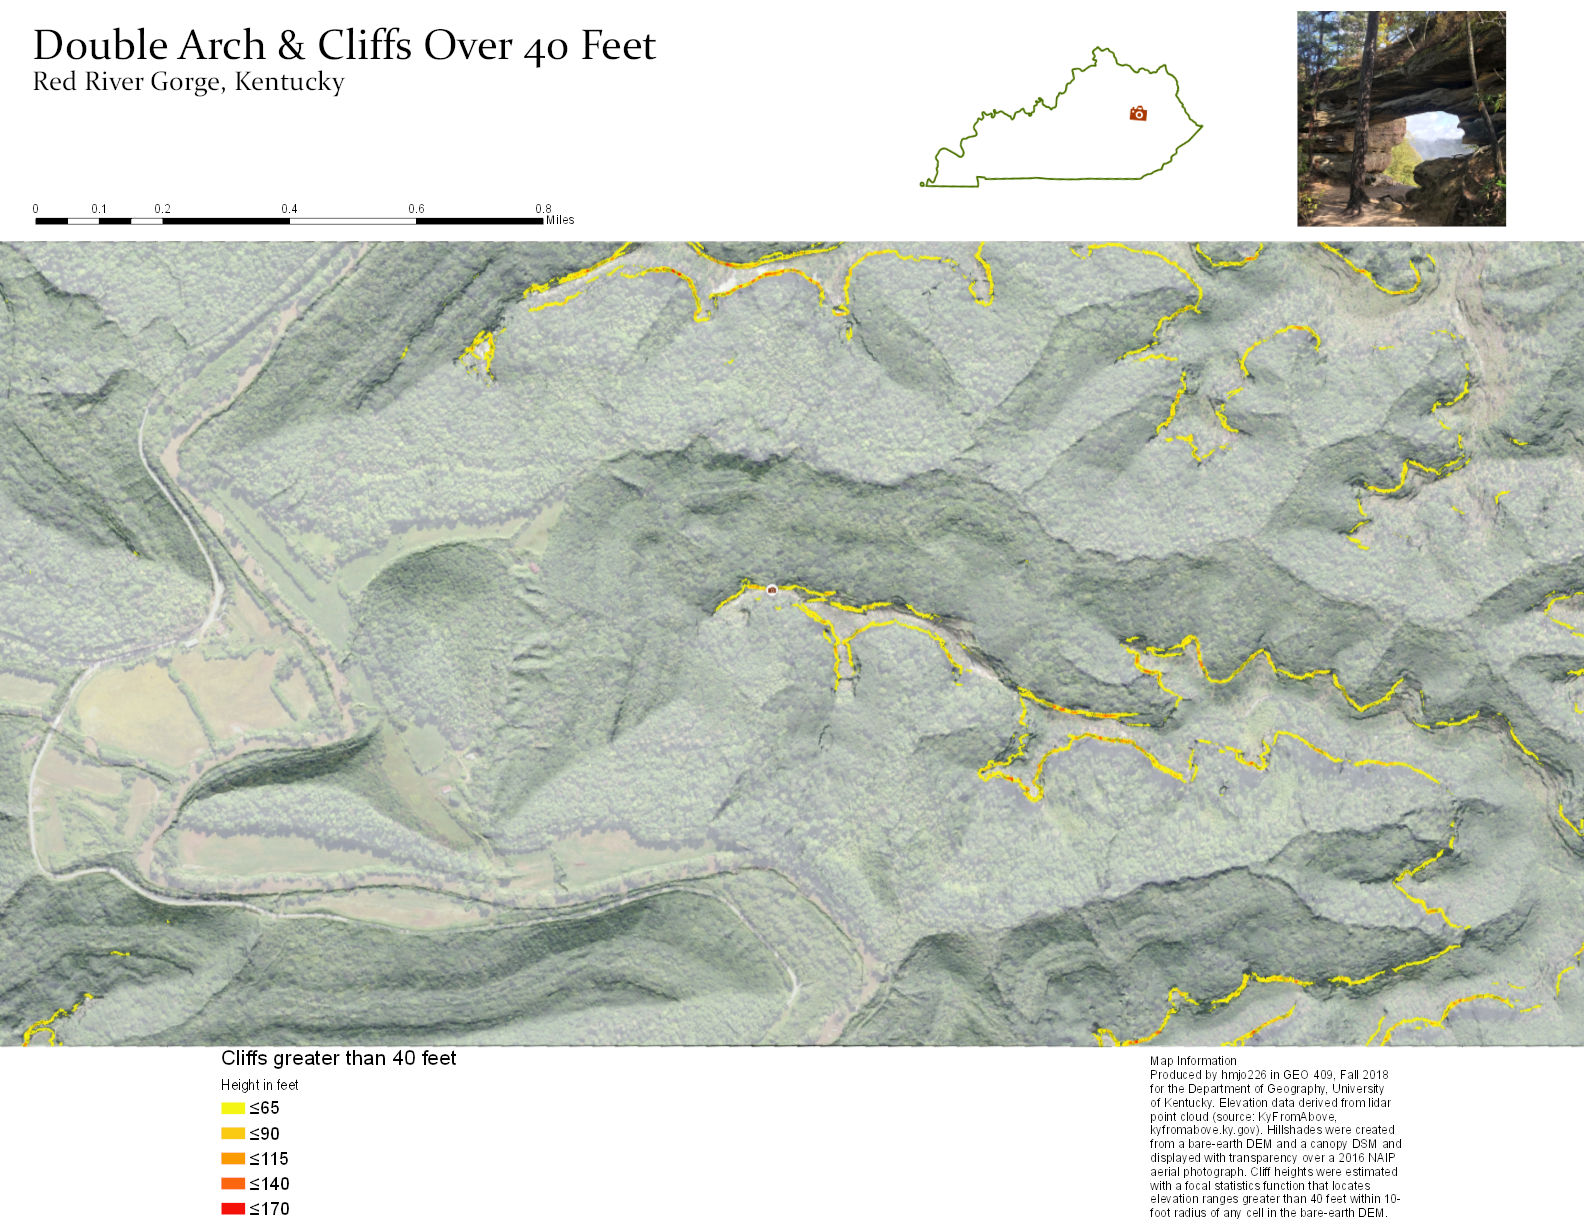 Double Arch & Cliffs Over 40 Feet
Red River Gorge, Kentucky
0 0.1 0.2 0.4 0.6 0.8
Miles
Cliffs greater than 40 feet
Height in feet
≤65
≤90
≤115
≤140
≤170
Map Information
Produced by hmjo226 in GEO 409, Fall 2018
for the Department of Geography, University
of Kentucky. Elevation data derived from lidar
point cloud (source: KyFromAbove,
kyfromabove.ky.gov). Hillshades were created
from a bare-earth DEM and a canopy DSM and
displayed with transparency over a 2016 NAIP
aerial photograph. Cliff heights were estimated
with a focal statistics function that locates
elevation ranges greater than 40 feet within 10-
foot radius of any cell in the bare-earth DEM.